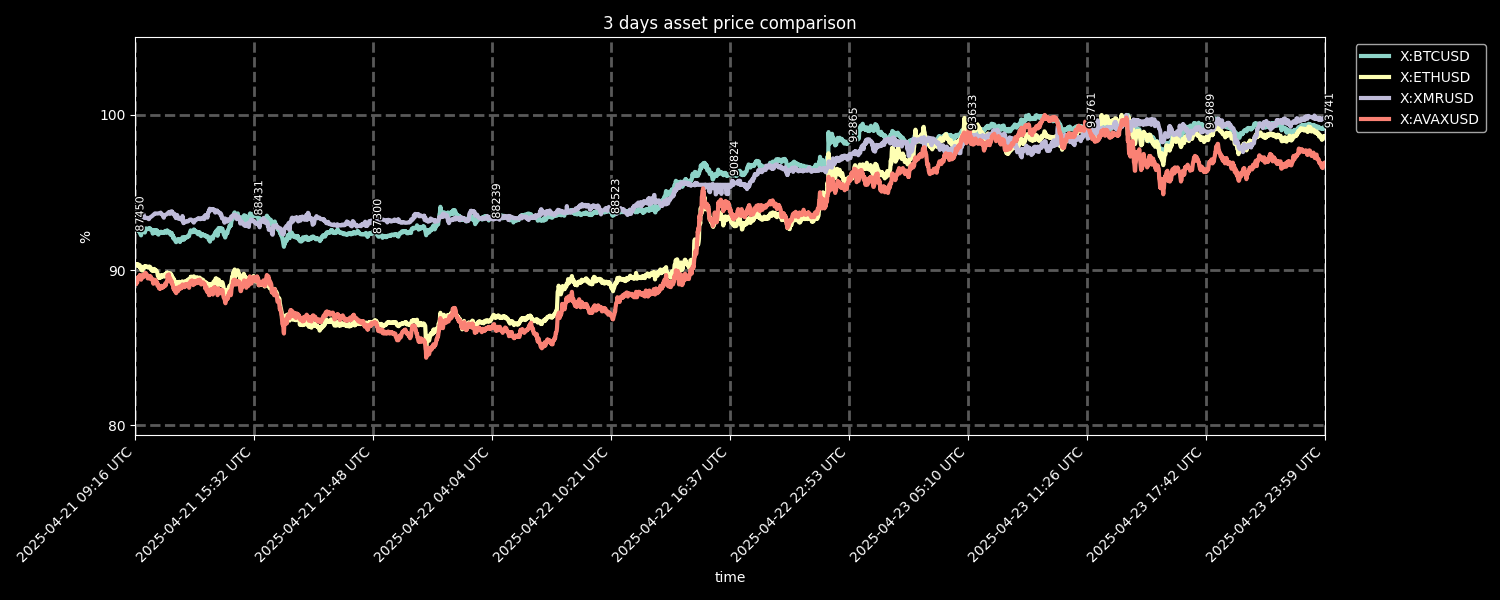 3 days asset price comparison
X:BTCUSD
X:ETHUSD
X:XMRUSD
X:AVAXUSD
100
90
80
%
87450
88431
87300
88239
88523
90824
92865
93633
93761
93689
93741
2025-04-21 09:16 UTC
2025-04-21 15:32 UTC
2025-04-21 21:48 UTC
2025-04-22 04:04 UTC
2025-04-22 10:21 UTC
2025-04-22 16:37 UTC
2025-04-22 22:53 UTC
2025-04-23 05:10 UTC
2025-04-23 11:26 UTC
2025-04-23 17:42 UTC
2025-04-23 23:59 UTC
time